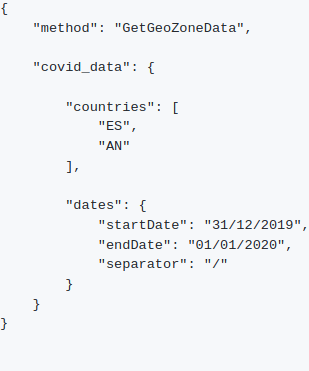 {
    "method": "GetGeoZoneData",
    "covid_data": {
        "countries": [
            "ES",
            "AN"
        ],
        "dates": {
            "startDate": "31/12/2019",
            "endDate": "01/01/2020",
            "separator": "/"
        }
    }
}